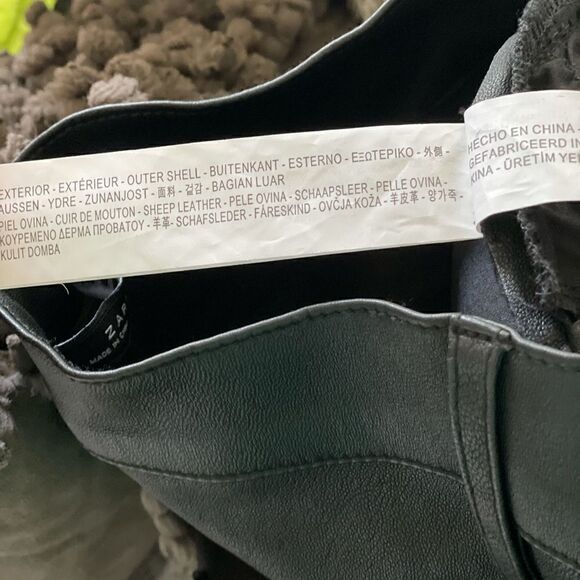 EXTERIOR - EXTÉRIEUR - OUTER SHELL - BUITENKANT - ESTERNO - ΕΞΩΤΕΡΙΚΟ - 外側 -
AUSSEN - YDRE - ZUNANJOST - 面料 - 겉감 - BAGIAN LUAR
PIEL OVINA - CUIR DE MOUTON - SHEEP LEATHER - PELE OVINA - SCHAAPSLEER - PELLE OVINA -
ΚΟΥΡΕΜΕΝΟ ΔΕΡΜΑ ΠΡΟΒΑΤΟΥ - 羊革 - SCHAFSLEDER - FÅRESKIND - OVČJA KOŽA - 羊皮革 - 양가죽 -
KULIT DOMBA
HECHO EN CHINA
GEFABRICEERD IN
ÜRETİM YE
ZAR
MADE IN